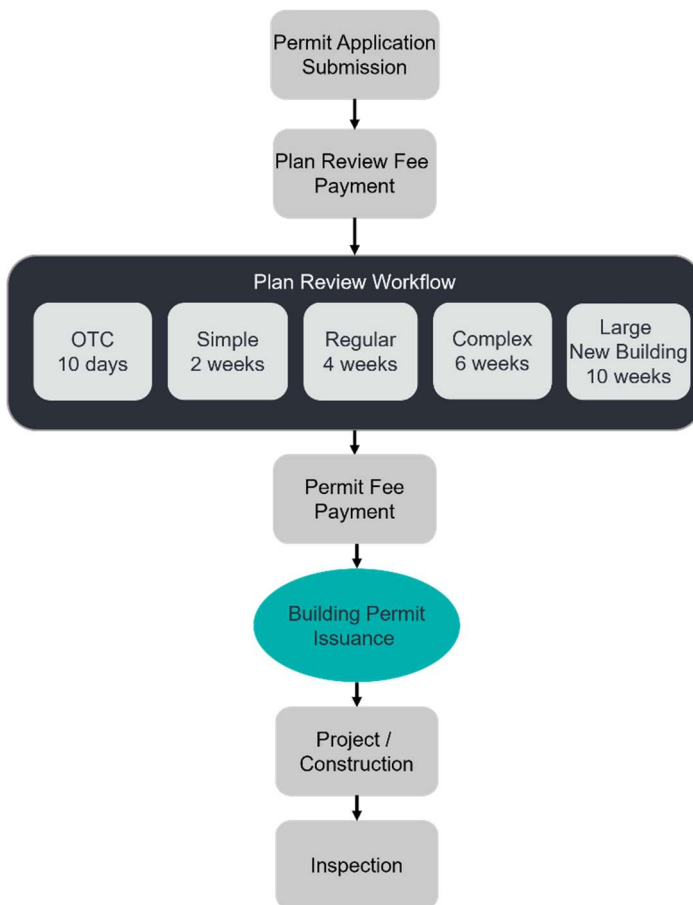 Permit Application
Submission
Plan Review Fee
Payment
Plan Review Workflow
OTC
10 days
Simple
2 weeks
Regular
4 weeks
Complex
6 weeks
Large
New Building
10 weeks
Permit Fee
Payment
Building Permit
Issuance
Project /
Construction
Inspection